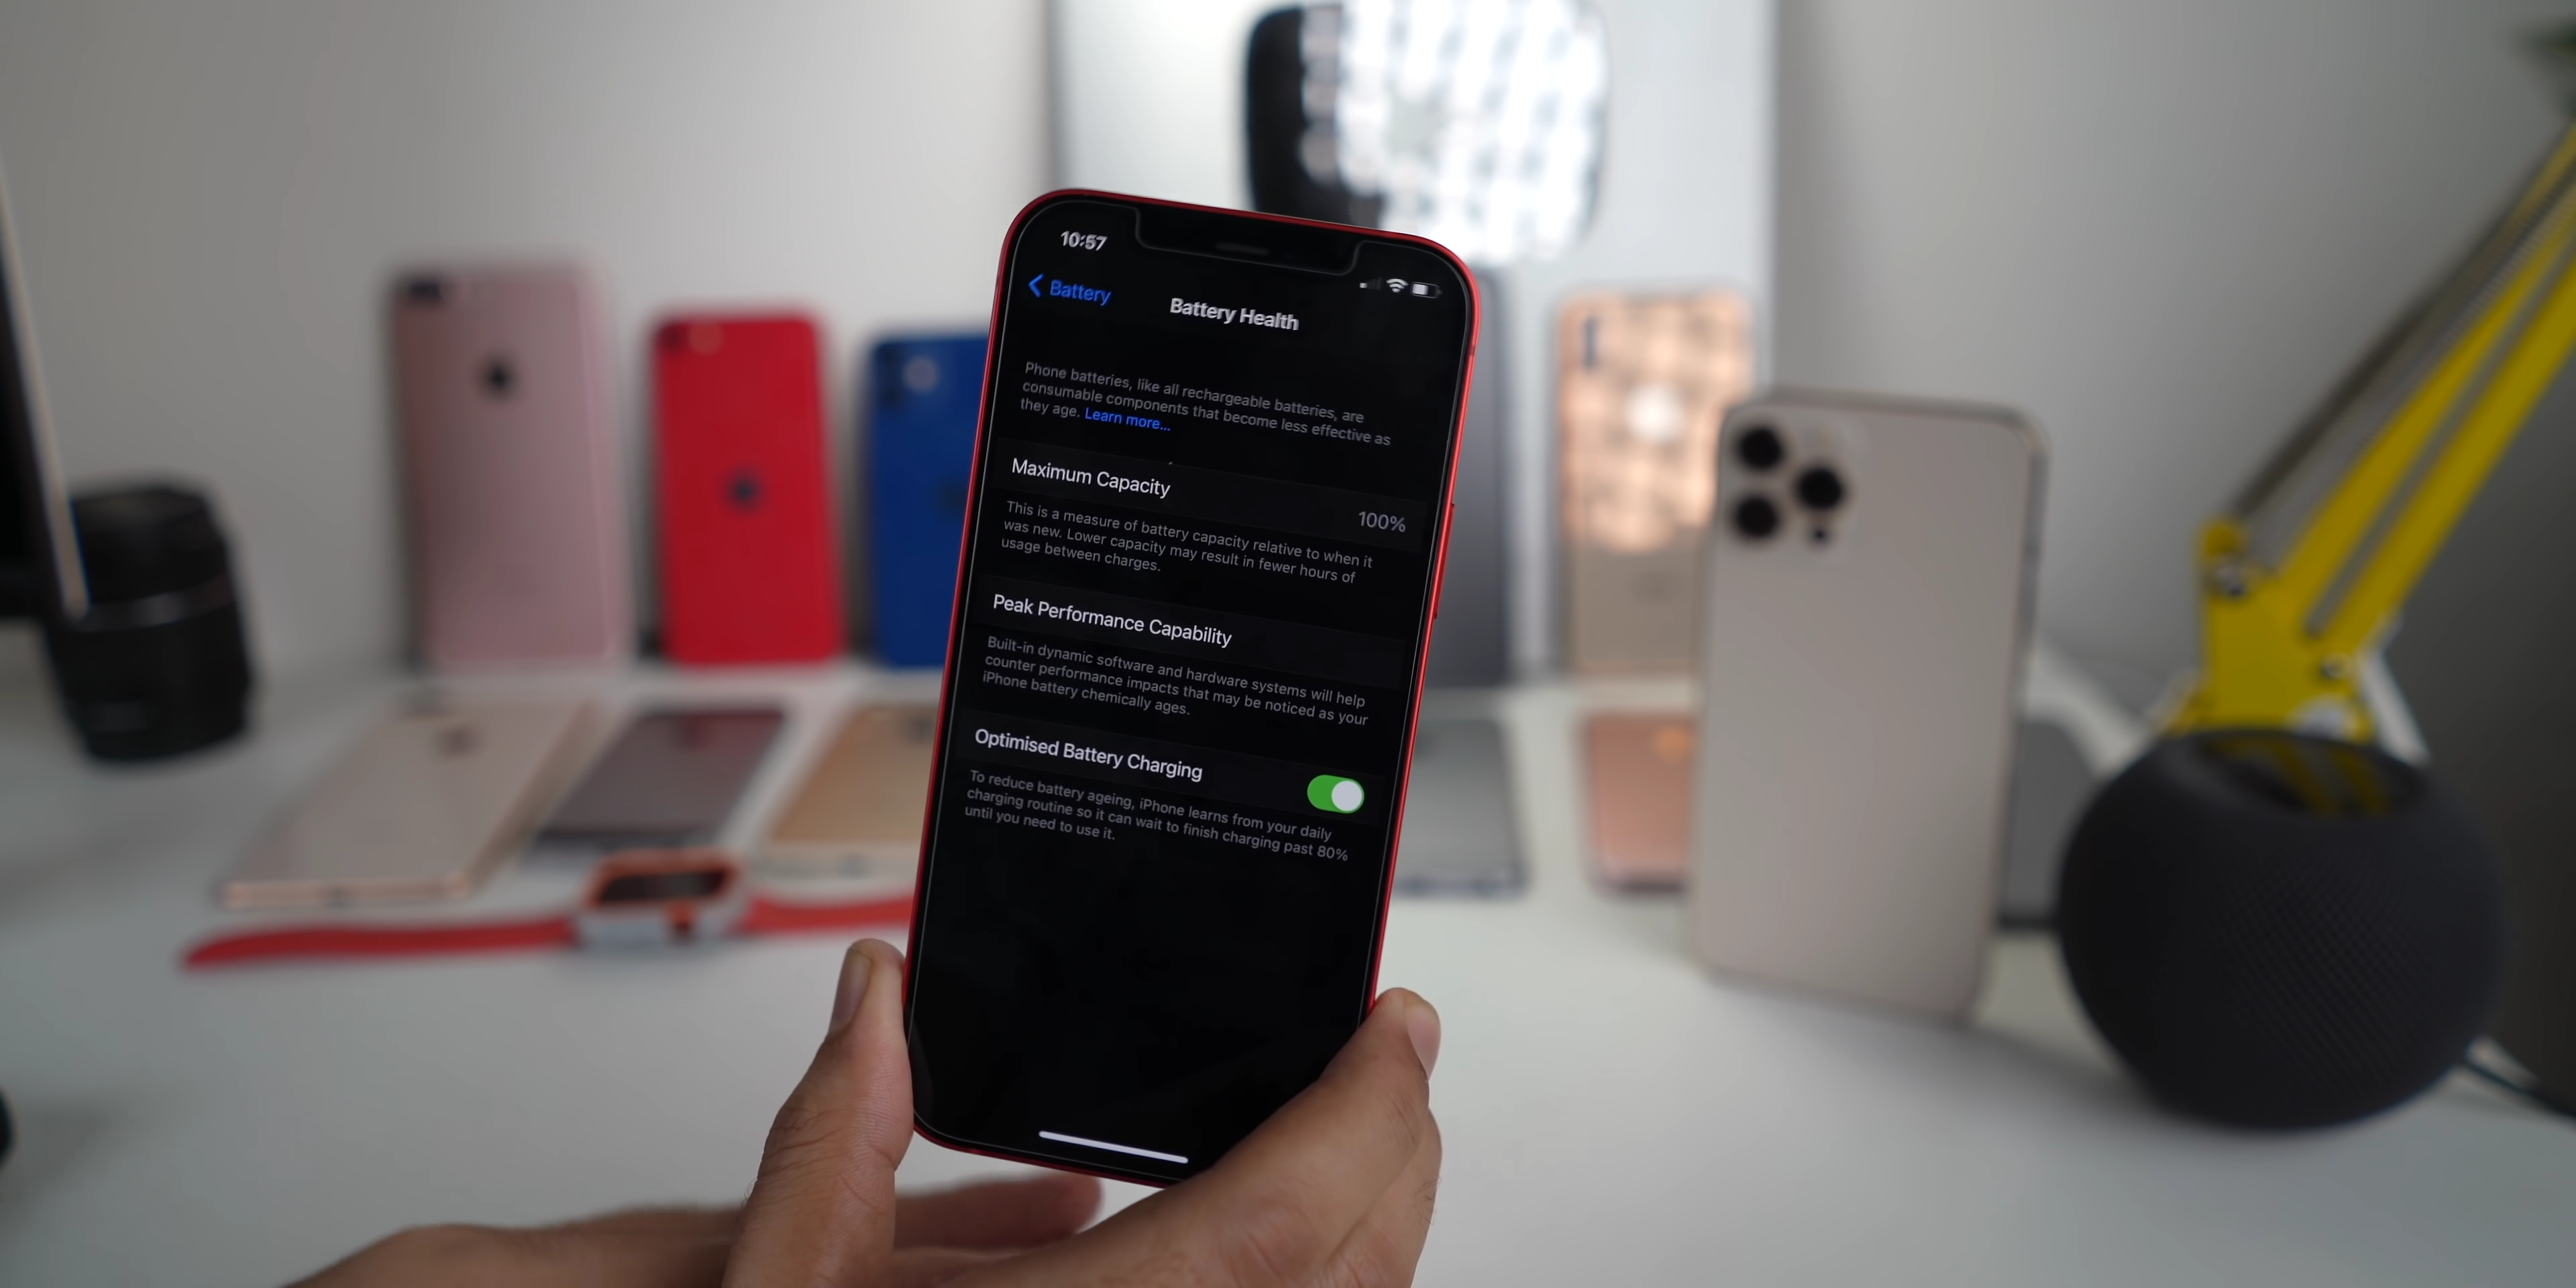 10:57
Battery
Battery Health
Phone batteries, like all rechargeable batteries, are
consumable components that become less effective as
they age. Learn more...
Maximum Capacity
100%
This is a measure of battery capacity relative to when it
was new. Lower capacity may result in fewer hours of
usage between charges.
Peak Performance Capability
Built-in dynamic software and hardware systems will help
counter performance impacts that may be noticed as your
iPhone battery chemically ages.
Optimised Battery Charging
To reduce battery ageing, iPhone learns from your daily
charging routine so it can wait to finish charging past 80%
until you need to use it.